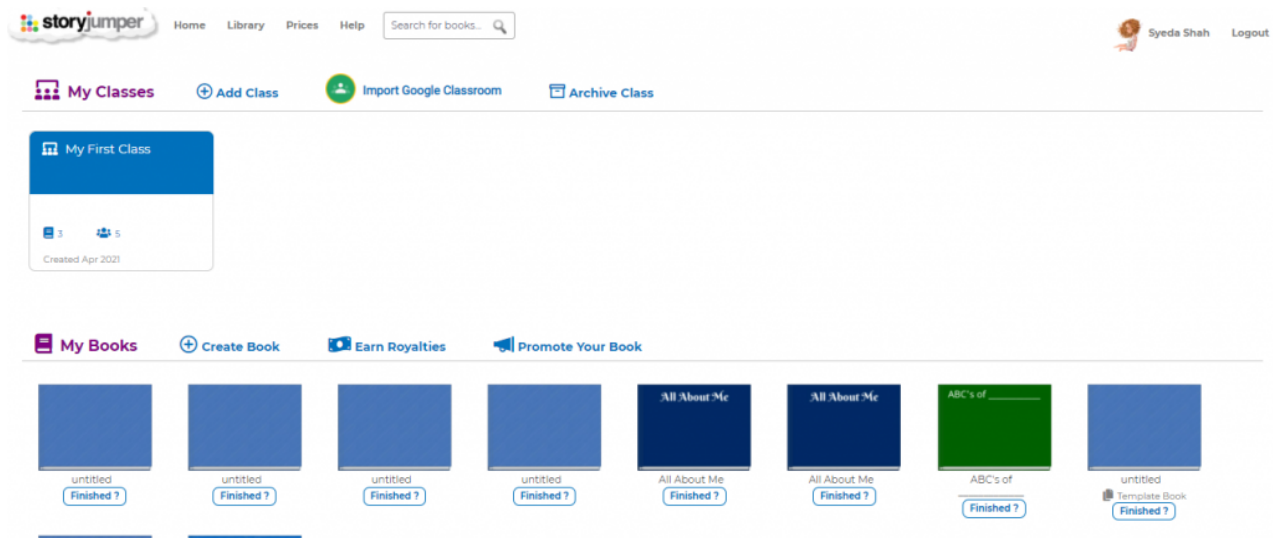 storyjumper Home Library Prices Help Search for books.. Syeda Shah Logout
My Classes Add Class Import Google Classroom Archive Class
My First Class
3 5
Created Apr 2021
My Books Create Book Earn Royalties Promote Your Book
All About Me All About Me ABC's of __________
untitled untitled untitled untitled All About Me All About Me ABC's of untitled
Finished ? Finished ? Finished ? Finished ? Finished ? Finished ? ____________ Template Book
Finished ? Finished ?